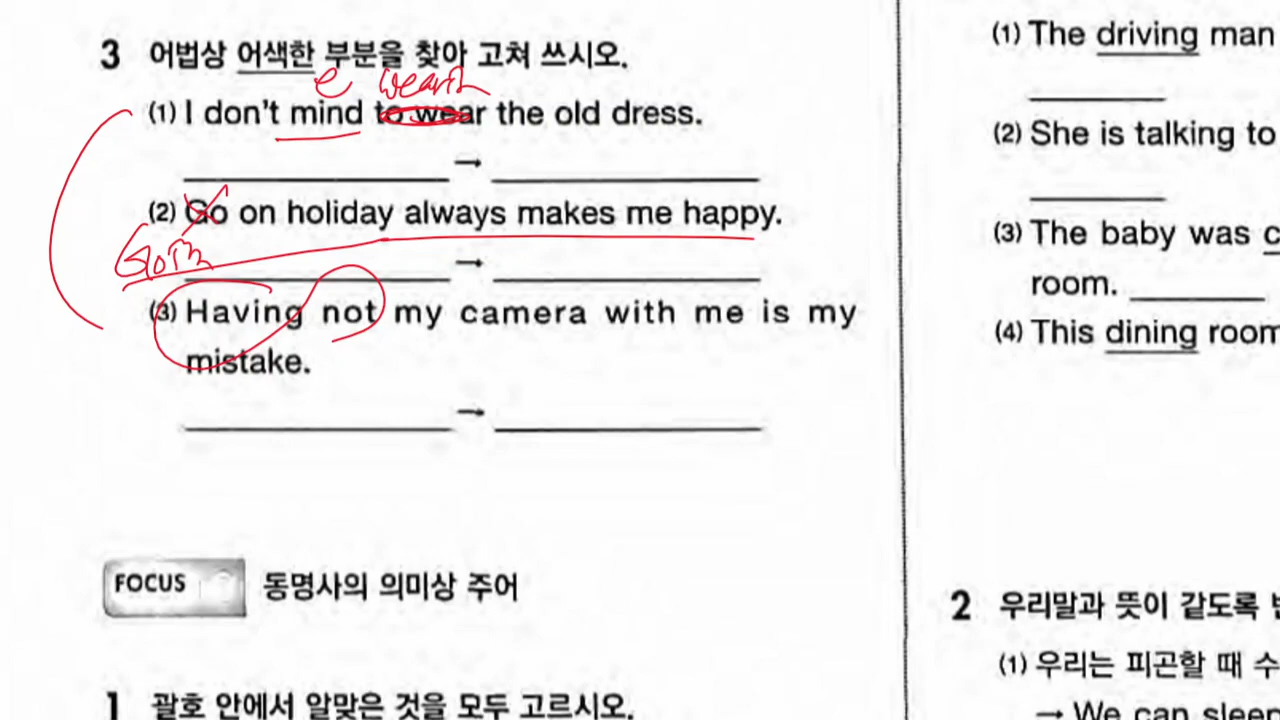 3 어법상 어색한 부분을 찾아 고쳐 쓰시오.
(1) I don't mind to wear the old dress.
→
(2) Go on holiday always makes me happy.
→
(3) Having not my camera with me is my
mistake.
→
FOCUS 동명사의 의미상 주어
1 괄호 안에서 알맞은 것을 모두 고르시오.
(1) The driving man
(2) She is talking to
(3) The baby was
room.
(4) This dining room
2 우리말과 뜻이 같도록
(1) 우리는 피곤할 때 수
→ We can sleep